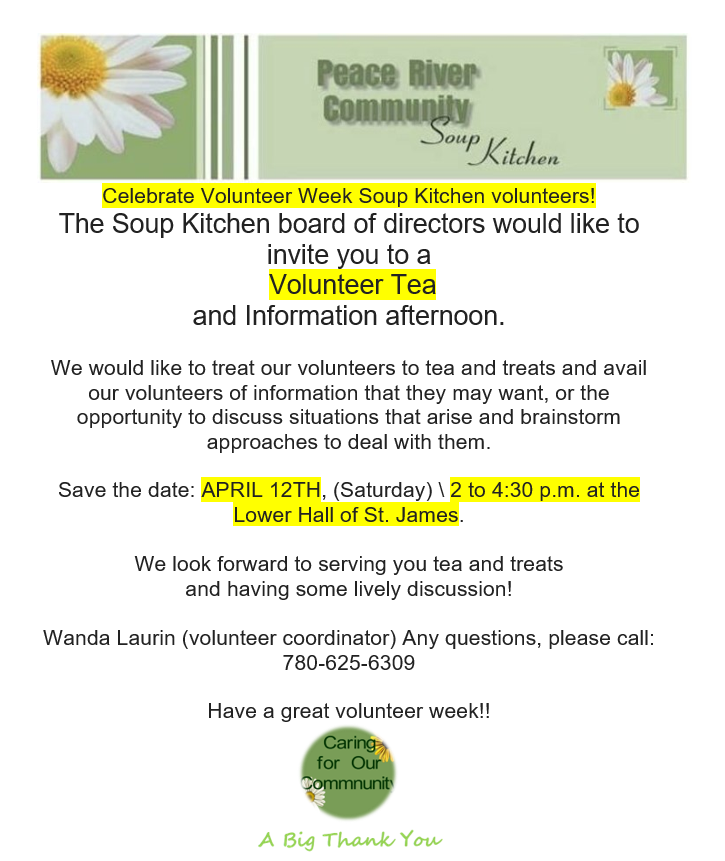 Peace River
Community
Soup Kitchen
Celebrate Volunteer Week Soup Kitchen volunteers!
The Soup Kitchen board of directors would like to
invite you to a
Volunteer Tea
and Information afternoon.
We would like to treat our volunteers to tea and treats and avail
our volunteers of information that they may want, or the
opportunity to discuss situations that arise and brainstorm
approaches to deal with them.
Save the date: APRIL 12TH, (Saturday) \ 2 to 4:30 p.m. at the
Lower Hall of St. James.
We look forward to serving you tea and treats
and having some lively discussion!
Wanda Laurin (volunteer coordinator) Any questions, please call:
780-625-6309
Have a great volunteer week!!
Caring
for Our
Commnunity
A Big Thank You